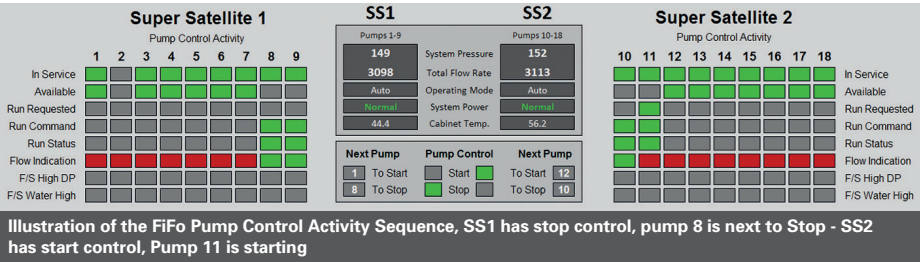 Super Satellite 1
SS1
SS2
Super Satellite 2
Pump Control Activity
Pumps 1-9
Pumps 10-18
Pump Control Activity
1 2 3 4 5 6 7 8 9
149 System Pressure 152
10 11 12 13 14 15 16 17 18
In Service
3098 Total Flow Rate 3113
In Service
Available
Auto Operating Mode Auto
Available
Run Requested
Normal System Power Normal
Run Requested
Run Command
44.4 Cabinet Temp. 56.2
Run Command
Run Status
Run Status
Flow Indication
Next Pump Pump Control Next Pump
Flow Indication
F/S High DP
1 To Start Start To Start 12
F/S High DP
F/S Water High
8 To Stop Stop To Stop 10
F/S Water High
Illustration of the FiFo Pump Control Activity Sequence, SS1 has stop control, pump 8 is next to Stop - SS2
has start control, Pump 11 is starting